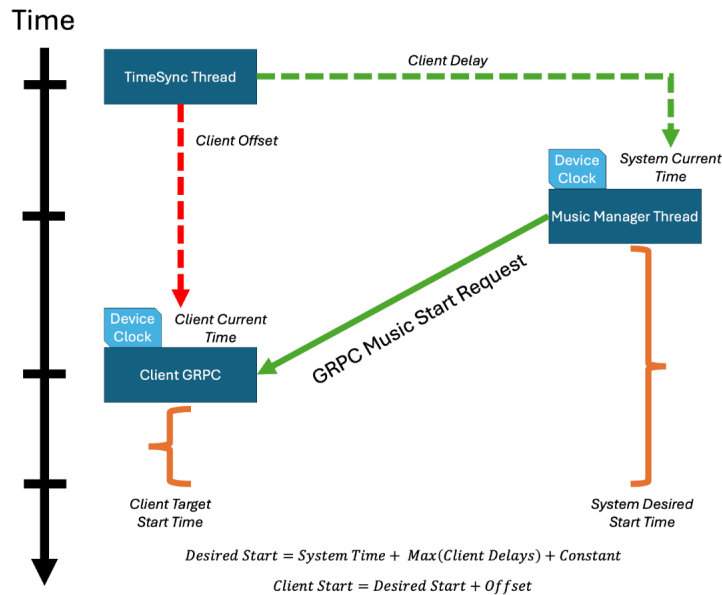 Time
TimeSync Thread
Client Delay
Client Offset
Device
Clock
System Current
Time
Music Manager Thread
GRPC Music Start Request
Device
Clock
Client Current
Time
Client GRPC
Client Target
Start Time
System Desired
Start Time
Desired Start = System Time + Max(Client Delays) + Constant
Client Start = Desired Start + Offset